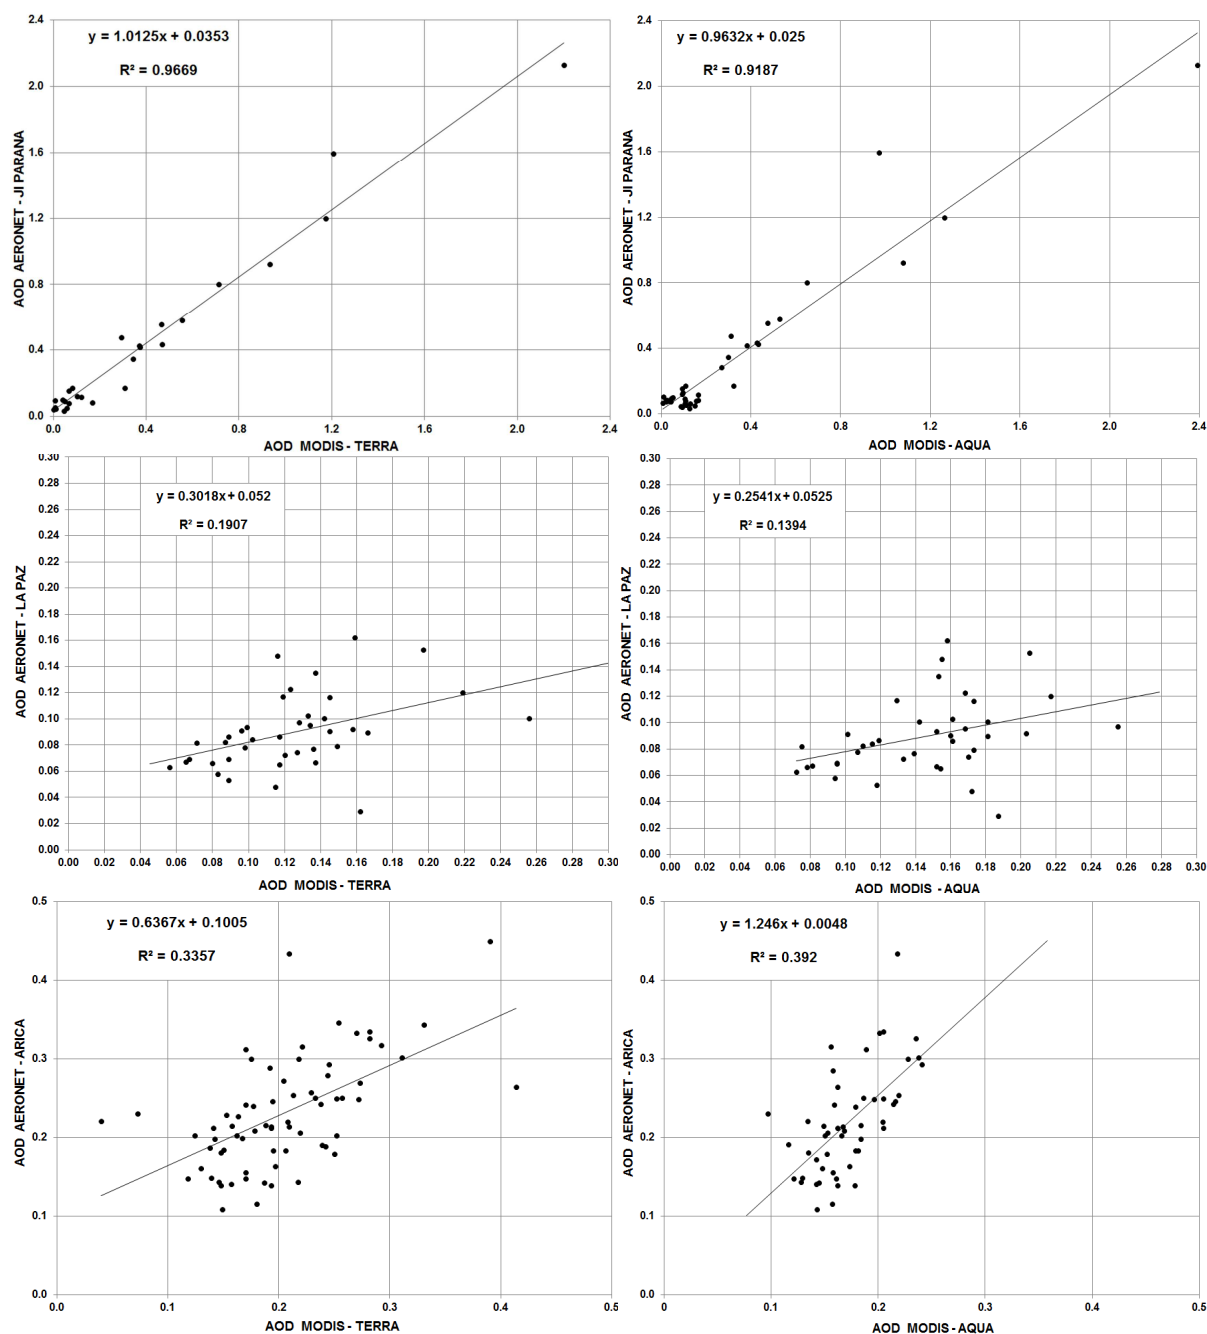 y = 1.0125x + 0.0353
R² = 0.9669
AOD AERONET - JI PARANA
2.4
2.0
1.6
1.2
0.8
0.4
0.0
0.0 0.4 0.8 1.2 1.6 2.0 2.4
AOD MODIS - TERRA
y = 0.9632x + 0.025
R² = 0.9187
AOD AERONET - JI PARANA
2.4
2.0
1.6
1.2
0.8
0.4
0.0
0.0 0.4 0.8 1.2 1.6 2.0 2.4
AOD MODIS - AQUA
y = 0.3018x + 0.052
R² = 0.1907
AOD AERONET - LA PAZ
0.30
0.28
0.26
0.24
0.22
0.20
0.18
0.16
0.14
0.12
0.10
0.08
0.06
0.04
0.02
0.00
0.00 0.02 0.04 0.06 0.08 0.10 0.12 0.14 0.16 0.18 0.20 0.22 0.24 0.26 0.28 0.30
AOD MODIS - TERRA
y = 0.2541x + 0.0525
R² = 0.1394
AOD AERONET - LA PAZ
0.30
0.28
0.26
0.24
0.22
0.20
0.18
0.16
0.14
0.12
0.10
0.08
0.06
0.04
0.02
0.00
0.00 0.02 0.04 0.06 0.08 0.10 0.12 0.14 0.16 0.18 0.20 0.22 0.24 0.26 0.28 0.30
AOD MODIS - AQUA
y = 0.6367x + 0.1005
R² = 0.3357
AOD AERONET - ARICA
0.5
0.4
0.3
0.2
0.1
0.0
0 0.1 0.2 0.3 0.4 0.5
AOD MODIS - TERRA
y = 1.246x + 0.0048
R² = 0.392
AOD AERONET - ARICA
0.5
0.4
0.3
0.2
0.1
0.0
0 0.1 0.2 0.3 0.4 0.5
AOD MODIS - AQUA